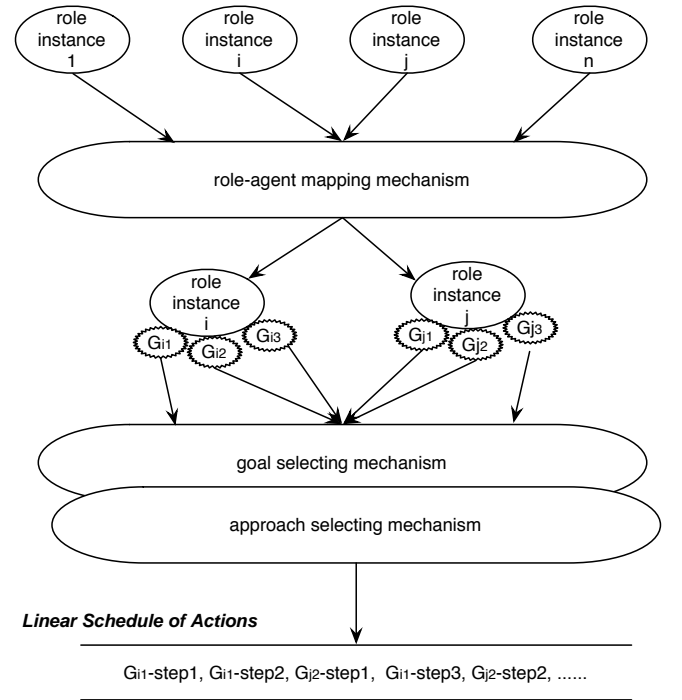 role
instance
1
role
instance
i
role
instance
j
role
instance
n
role-agent mapping mechanism
role
instance
i
role
instance
j
Gi1
Gi2
Gi3
Gj1
Gj2
Gj3
goal selecting mechanism
approach selecting mechanism
Linear Schedule of Actions
Gi1-step1, Gi1-step2, Gj2-step1, Gi1-step3, Gj2-step2, ......